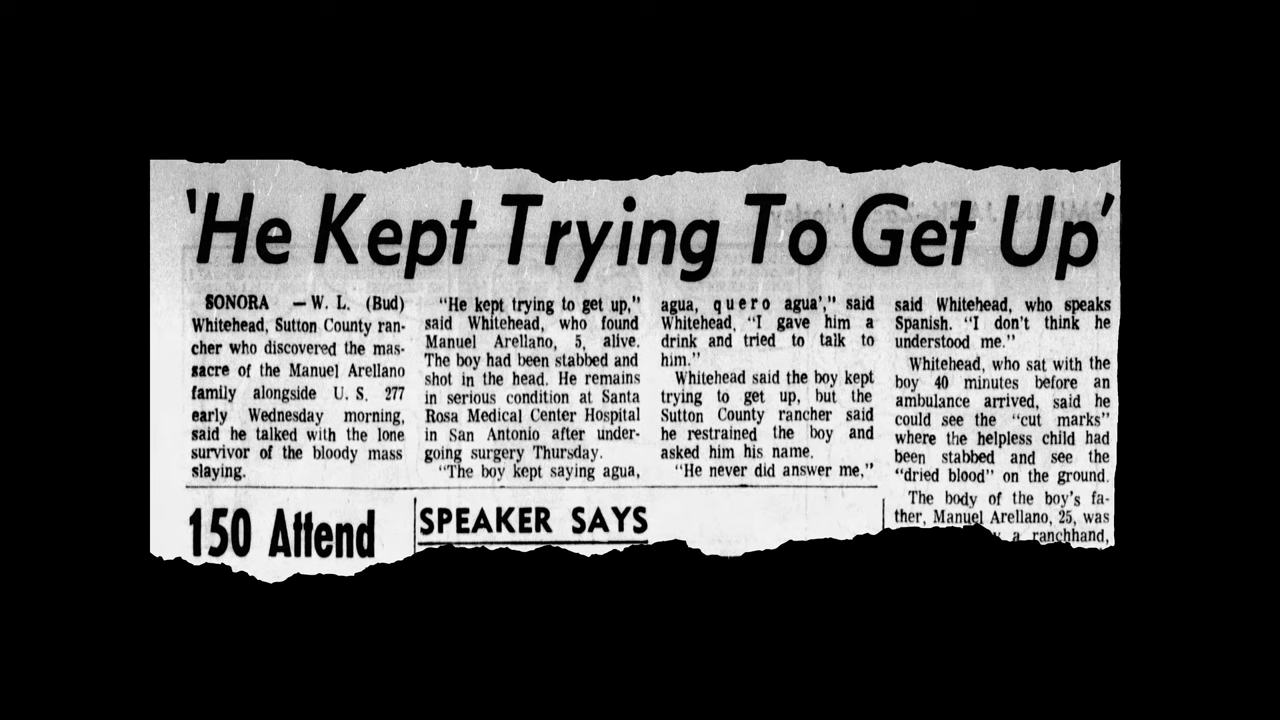 'He Kept Trying To Get Up'
SONORA — W. L. (Bud)
Whitehead, Sutton County ran-
cher who discovered the mas-
sacre of the Manuel Arellano
family alongside U. S. 277
early Wednesday morning,
said he talked with the lone
survivor of the bloody mass
slaying.
"He kept trying to get up,"
said Whitehead, who found
Manuel Arellano, 5, alive.
The boy had been stabbed and
shot in the head. He remains
in serious condition at Santa
Rosa Medical Center Hospital
in San Antonio after under-
going surgery Thursday.
"The boy kept saying agua,
agua, quero agua'," said
Whitehead, "I gave him a
drink and tried to talk to
him."
Whitehead said the boy kept
trying to get up, but the
Sutton County rancher said
he restrained the boy and
asked him his name.
"He never did answer me,"
said Whitehead, who speaks
Spanish. "I don't think he
understood me."
Whitehead, who sat with the
boy 40 minutes before an
ambulance arrived, said he
could see the "cut marks"
where the helpless child had
been stabbed and see the
"dried blood" on the ground.
The body of the boy's fa-
ther, Manuel Arellano, 25, was
a ranchhand,
150 Attend
SPEAKER SAYS